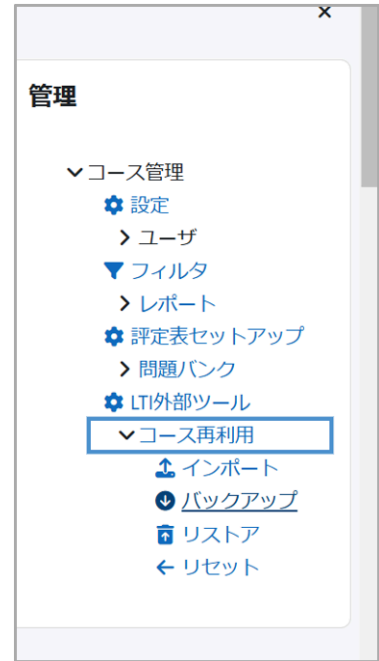 管理
コース管理
設定
ユーザ
フィルタ
レポート
評定表セットアップ
問題バンク
LTI外部ツール
コース再利用
インポート
バックアップ
リストア
リセット